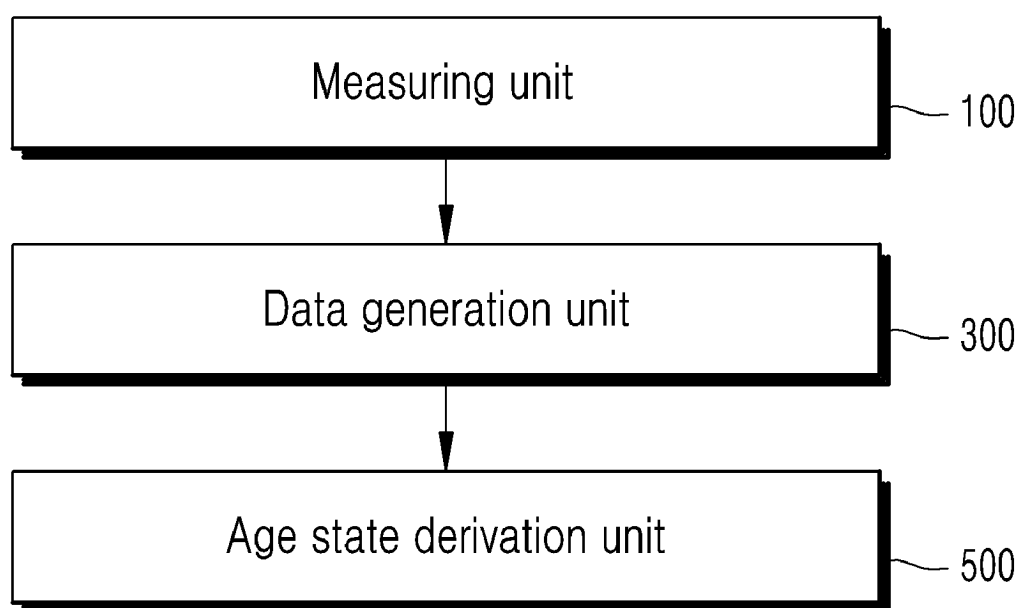 Measuring unit
100
Data generation unit
300
Age state derivation unit
500